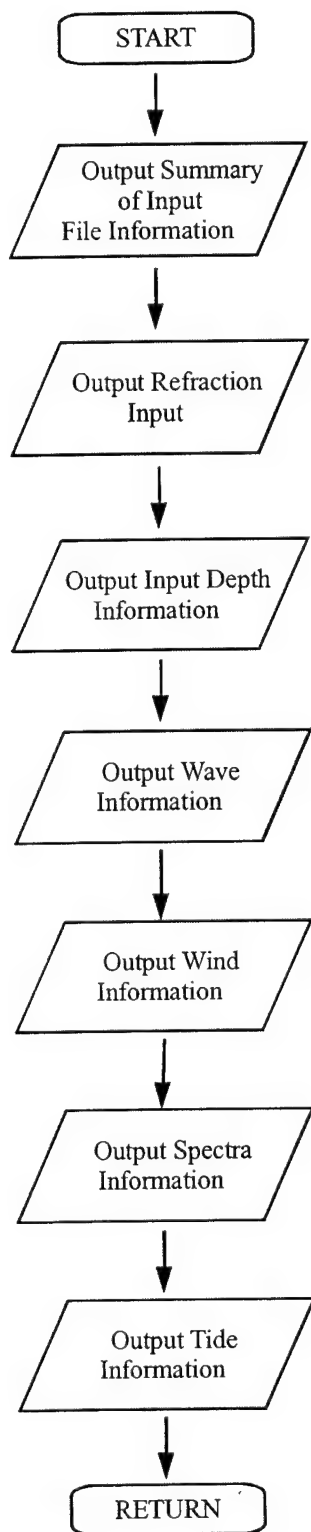 START
Output Summary
of Input
File Information
Output Refraction
Input
Output Input Depth
Information
Output Wave
Information
Output Wind
Information
Output Spectra
Information
Output Tide
Information
RETURN